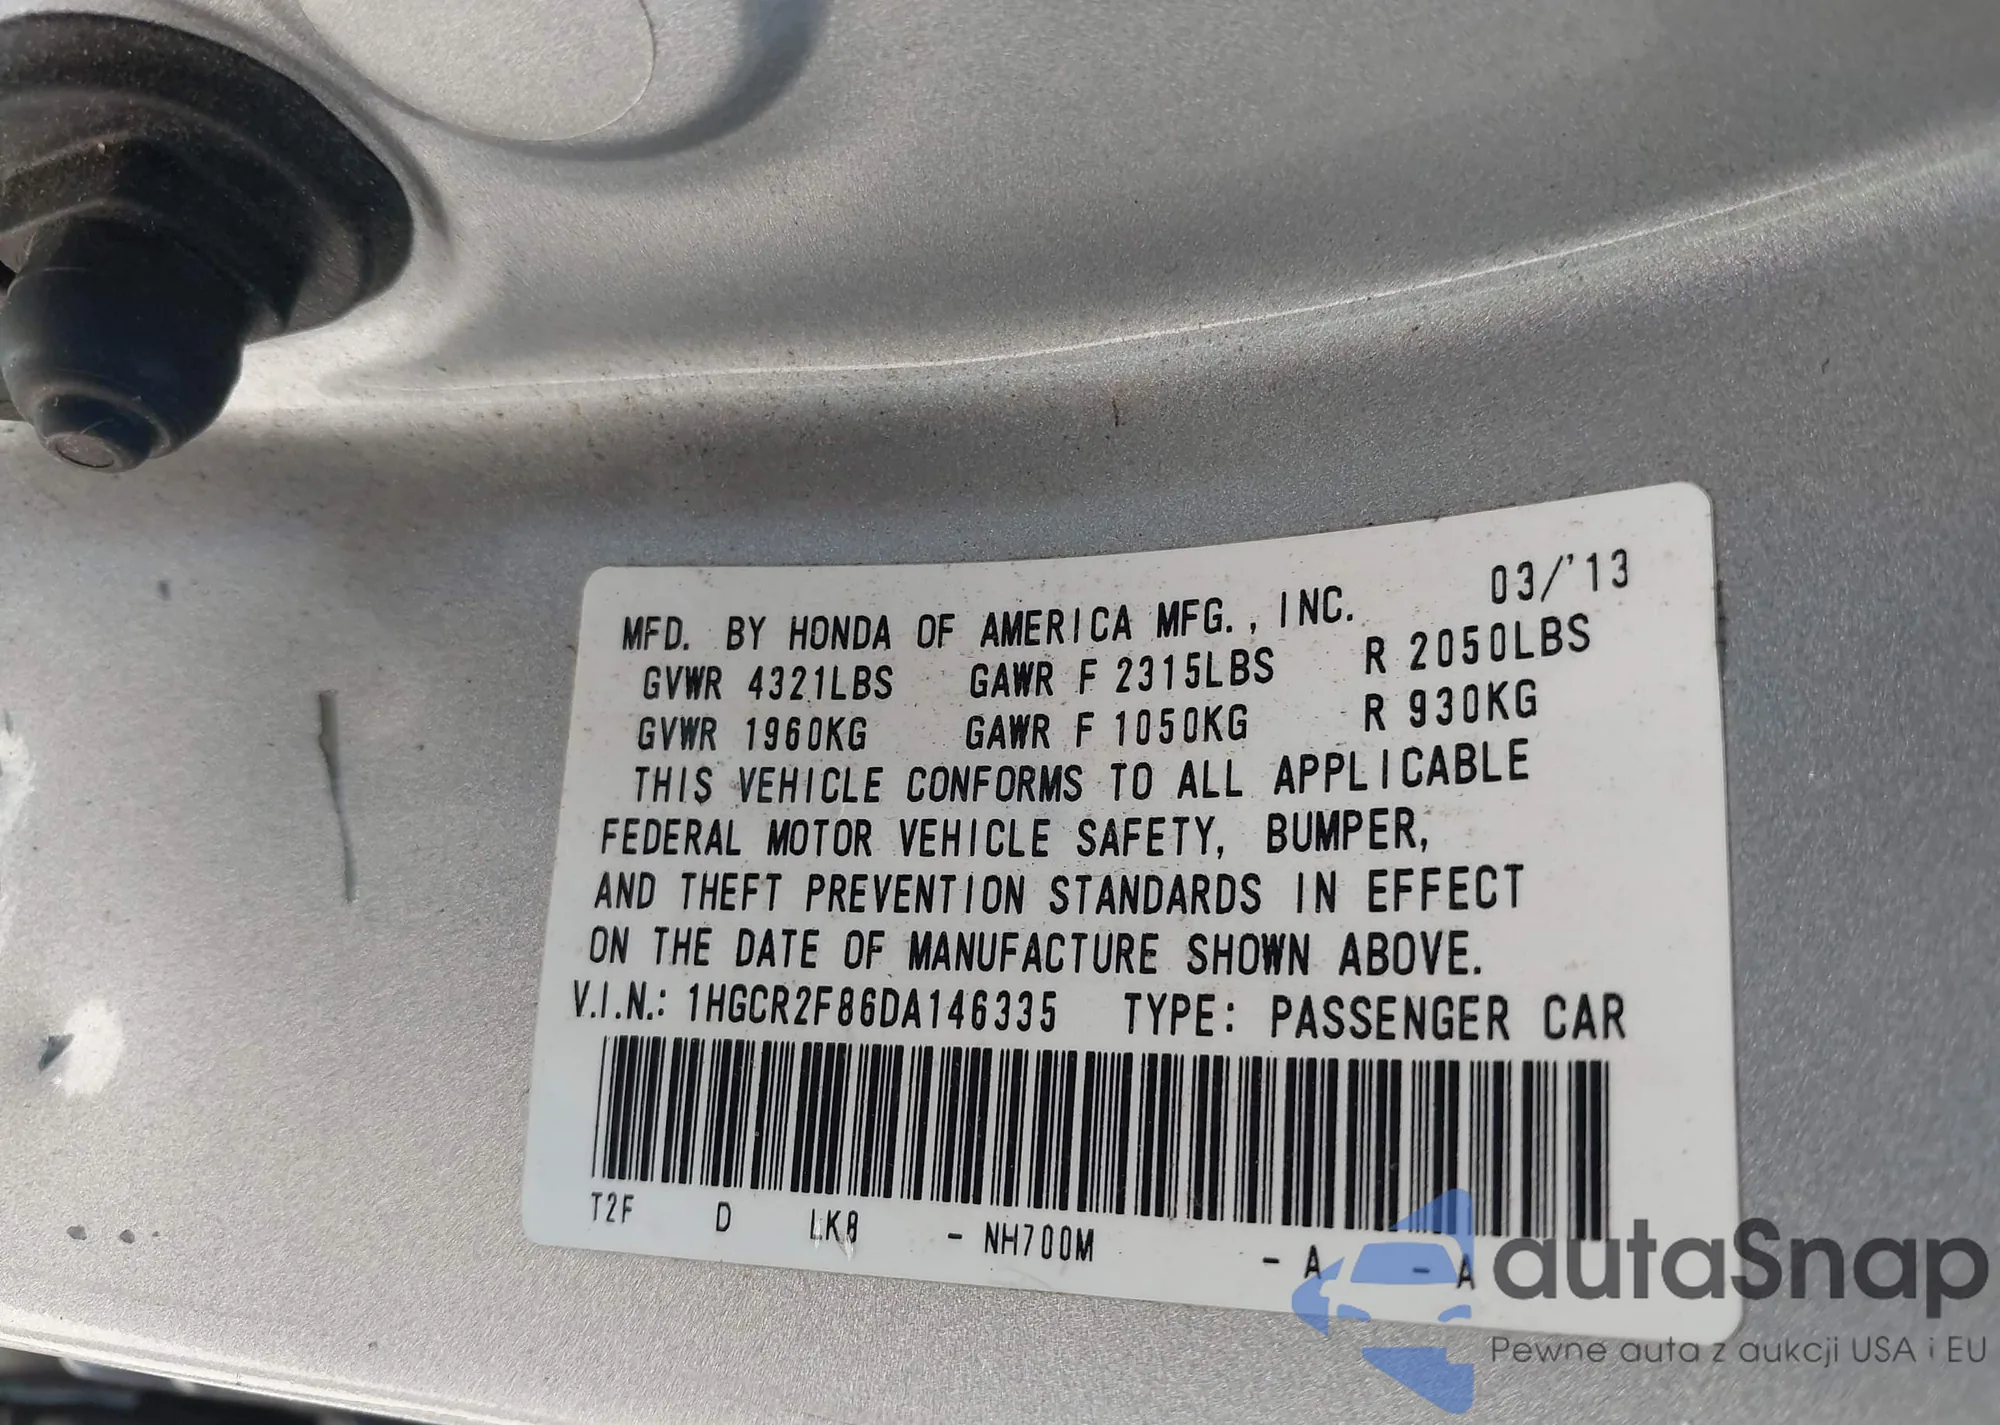 MFD. BY HONDA OF AMERICA MFG., INC. 03/'13
GVWR 4321LBS GAWR F 2315LBS R 2050LBS
GVWR 1960KG GAWR F 1050KG R 930KG
THIS VEHICLE CONFORMS TO ALL APPLICABLE
FEDERAL MOTOR VEHICLE SAFETY, BUMPER,
AND THEFT PREVENTION STANDARDS IN EFFECT
ON THE DATE OF MANUFACTURE SHOWN ABOVE.
V.I.N.: 1HGCR2F86DA146335 TYPE: PASSENGER CAR
T2F D LK8 - NH700M - A - A
autaSnap
Pewne auta z aukcji USA i EU